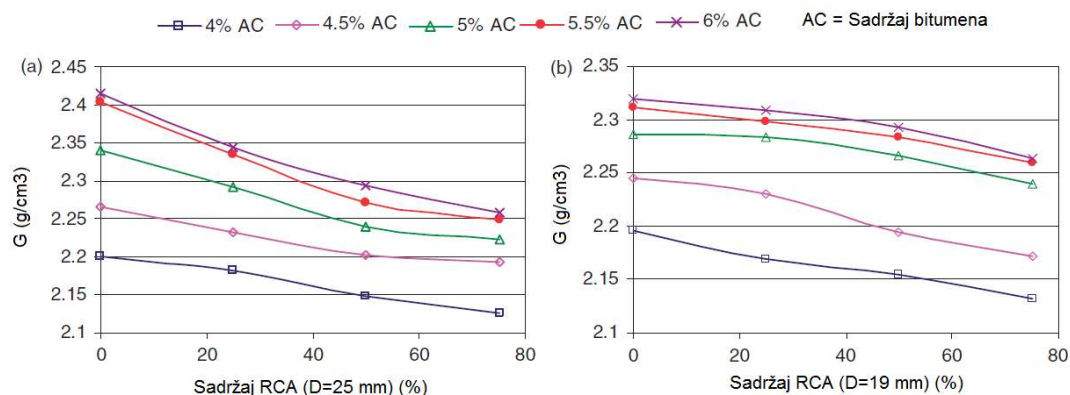 4% AC 4.5% AC 5% AC 5.5% AC 6% AC AC = Sadržaj bitumena
(a)
2.45
2.4
2.35
2.3
2.25
2.2
2.15
2.1
G (g/cm3)
0 20 40 60 80
Sadržaj RCA (D=25 mm) (%)
(b)
2.35
2.3
2.25
2.2
2.15
2.1
G (g/cm3)
0 20 40 60 80
Sadržaj RCA (D=19 mm) (%)